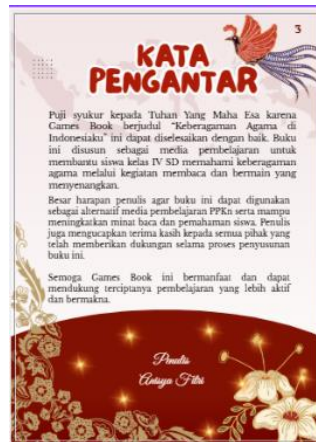 3
KATA
PENGANTAR
Puji syukur kepada Tuhan Yang Maha Esa karena
Games Book berjudul “Keberagaman Agama di
Indonesiaku” ini dapat diselesaikan dengan baik. Buku
ini disusun sebagai media pembelajaran untuk
membantu siswa kelas IV SD memahami keberagaman
agama melalui kegiatan membaca dan bermain yang
menyenangkan.
Besar harapan penulis agar buku ini dapat digunakan
sebagai alternatif media pembelajaran PPKn serta mampu
meningkatkan minat baca dan pemahaman siswa. Penulis
juga mengucapkan terima kasih kepada semua pihak yang
telah memberikan dukungan selama proses penyusunan
buku ini.
Semoga Games Book ini bermanfaat dan dapat
mendukung terciptanya pembelajaran yang lebih aktif
dan bermakna.
Penulis
Anisya Fitri